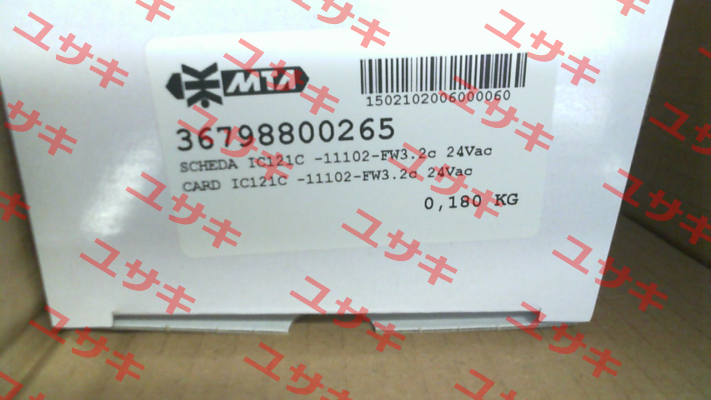 MTA
1502102006000060
36798800265
SCHEDA IC121C -11102-FW3.2c 24Vac
CARD IC121C -11102-FW3.2c 24Vac
0,180 KG
ユサキ